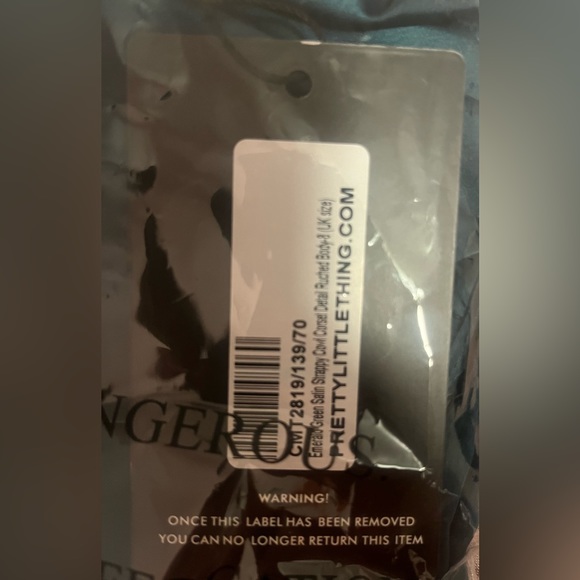 CMT2819/139/70
Emerald Green Satin Strappy Cowl Corset Detail Ruched Body-8 (UK size)
PRETTYLITTLETHING.COM
NGEROUS.
WARNING!
ONCE THIS LABEL HAS BEEN REMOVED
YOU CAN NO LONGER RETURN THIS ITEM